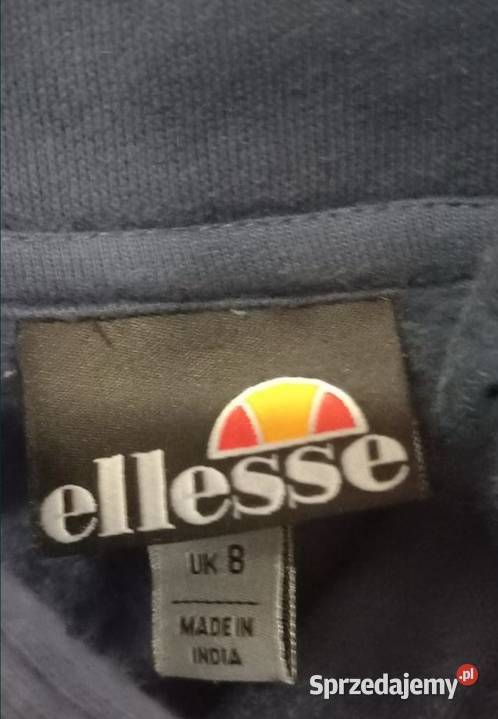 ellesse
UK 8
MADE IN
INDIA
Sprzedajemy.pl